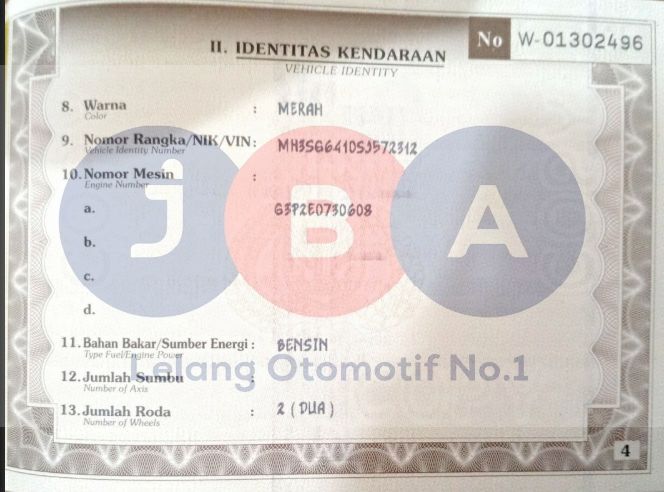 No W-01302496
II. IDENTITAS KENDARAAN
VEHICLE IDENTITY
8. Warna : MERAH
Color
9. Nomor Rangka/NIK/VIN: MH3SG6410SJ572312
Vehicle Identity Number
10. Nomor Mesin :
Engine Number
a. G3P2E0730608
b.
c.
d.
11. Bahan Bakar/Sumber Energi : BENSIN
Type Fuel/Engine Power
12. Jumlah Sumbu :
Number of Axis
13. Jumlah Roda : 2 ( DUA )
Number of Wheels
4
JBA
Lelang Otomotif No.1